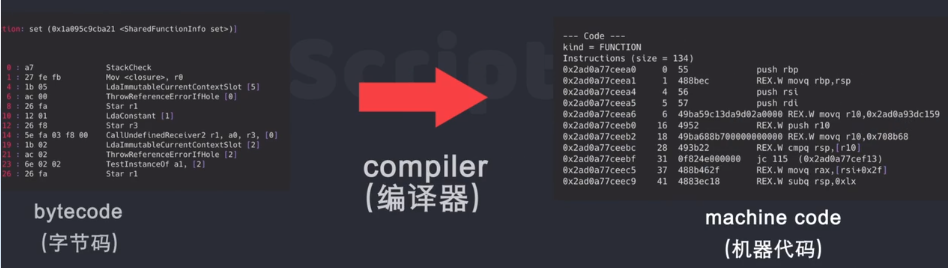 tion: set (0x1a095c9cba21 <SharedFunctionInfo set>)]
0 : a7 StackCheck
1 : 27 fe fb Mov <closure>, r0
4 : 1b 05 LdaImmutableCurrentContextSlot [5]
6 : ac 00 ThrowReferenceErrorIfHole [0]
8 : 26 fa Star r1
10 : 12 01 LdaConstant [1]
12 : 26 f8 Star r3
14 : 5e fa 03 f8 00 CallUndefinedReceiver2 r1, a0, r3, [0]
19 : 1b 02 LdaImmutableCurrentContextSlot [2]
21 : ac 02 ThrowReferenceErrorIfHole [2]
23 : 6e 02 02 TestInstanceOf a1, [2]
26 : 26 fa Star r1
bytecode
(字节码)
Script
compiler
(编译器)
--- Code ---
kind = FUNCTION
Instructions (size = 134)
0x2ad0a77ceea0 0 55 push rbp
0x2ad0a77ceea1 1 488bec REX.W movq rbp,rsp
0x2ad0a77ceea4 4 56 push rsi
0x2ad0a77ceea5 5 57 push rdi
0x2ad0a77ceea6 6 49ba59c13da9d02a0000 REX.W movq r10,0x2ad0a93dc159
0x2ad0a77ceeb0 16 4952 REX.W push r10
0x2ad0a77ceeb2 18 49ba688b700000000000 REX.W movq r10,0x708b68
0x2ad0a77ceebc 28 493b22 REX.W cmpq rsp,[r10]
0x2ad0a77ceebf 31 0f824e000000 jc 115 (0x2ad0a77cef13)
0x2ad0a77ceec5 37 488b462f REX.W movq rax,[rsi+0x2f]
0x2ad0a77ceec9 41 4883ec18 REX.W subq rsp,0xlx
machine code
(机器代码)